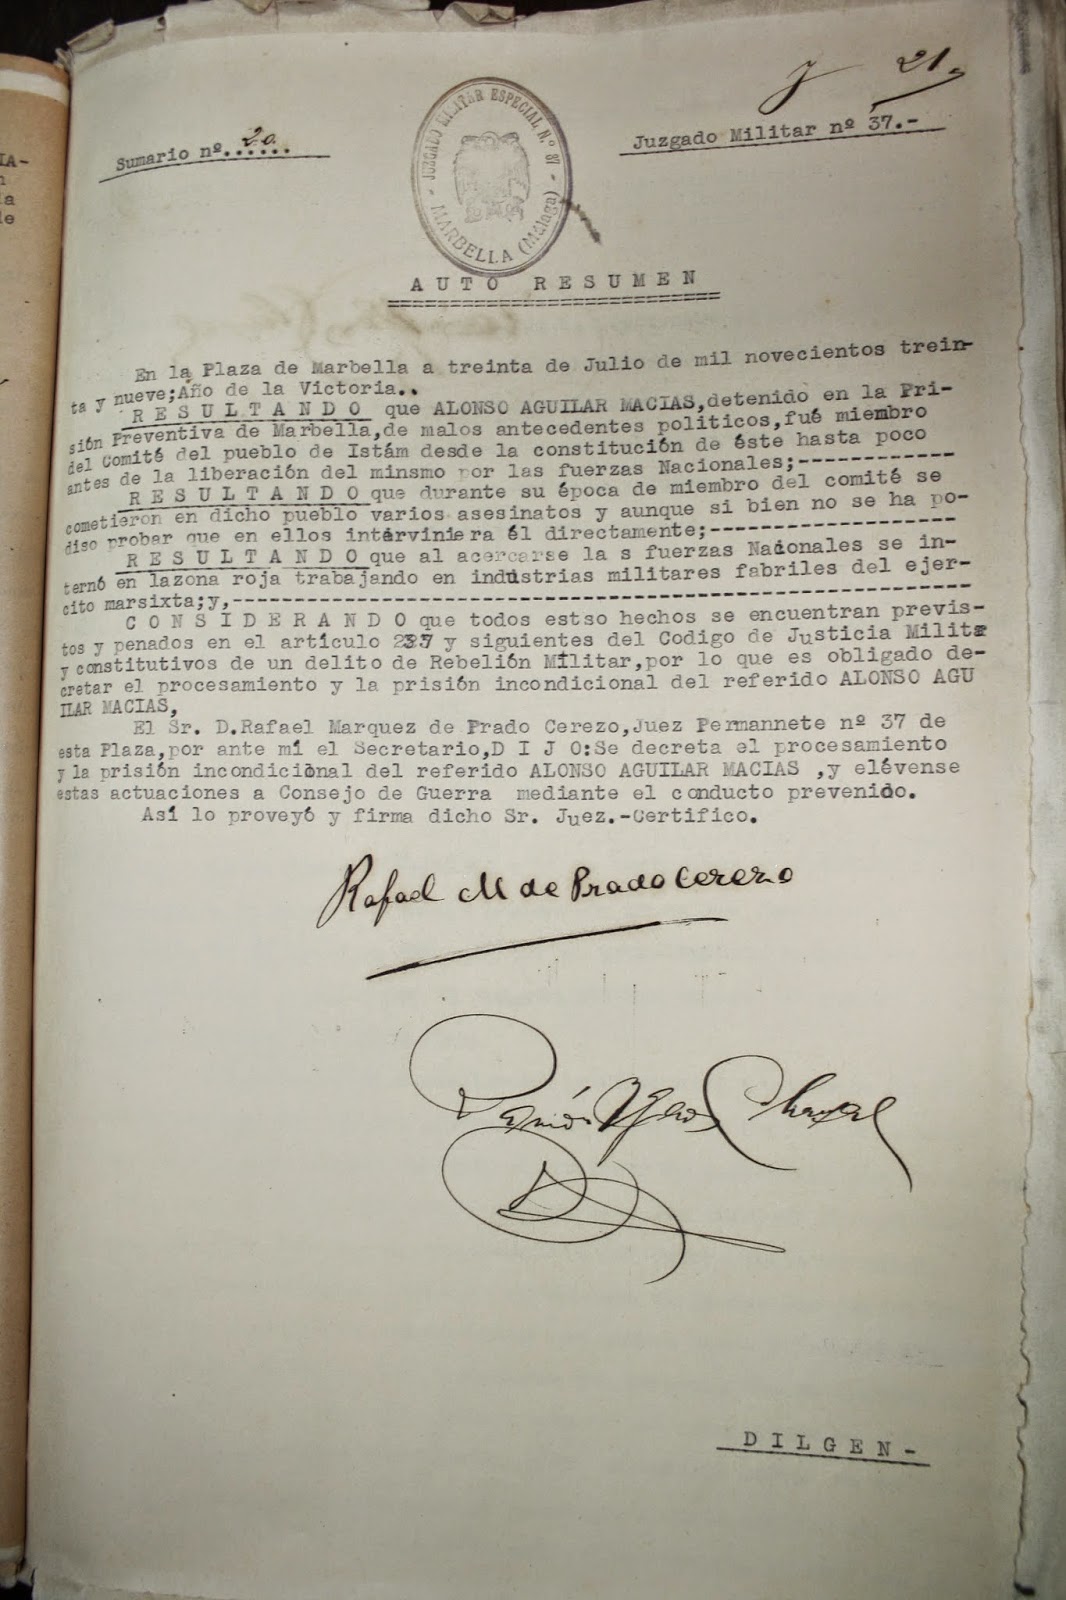 21.
Sumario nº.20.....
Juzgado Militar nº 37.-
JUZGADO MILITAR ESPECIAL N.º 37 - MARBELLA (Málaga) -
AUTO RESUMEN
En la Plaza de Marbella a treinta de Julio de mil novecientos trein-
ta y nueve;Año de la Victoria..
RESULTANDO que ALONSO AGUILAR MACIAS,detenido en la Pri-
sión Preventiva de Marbella,de malos antecedentes politicos,fué miembro
del Comité del pueblo de Istám desde la constitución de éste hasta poco
antes de la liberación del minsmo por las fuerzas Nacionales;------------
RESULTANDO que durante su época de miembro del comité se
cometieron en dicho pueblo varios asesinatos y aunque si bien no se ha po-
diso probar que en ellos interviniera él directamente;-------------------
RESULTANDO que al acercarse la s fuerzas Nacionales se in-
ternó en lazona roja trabajando en industrias militares fabriles del ejer-
cito marsixta;y,---------------------------------------------------------
CONSIDERANDO que todos estso hechos se encuentran previs-
tos y penados en el artículo 237 y siguientes del Codigo de Justicia Militar
y constitutivos de un delito de Rebelión Militar,por lo que es obligado de-
cretar el procesamiento y la prisión incondicional del referido ALONSO AGU
ILAR MACIAS,
El Sr. D.Rafael Marquez de Prado Cerezo,Juez Permannete nº 37 de
esta Plaza,por ante mi el Secretario,D I J O:Se decreta el procesamiento
y la prisión incondicional del referido ALONSO AGUILAR MACIAS ,y elévense
estas actuaciones a Consejo de Guerra mediante el conducto prevenido.
Así lo proveyó y firma dicho Sr. Juez.-Certifico.
Rafael M de Prado Cerezo
Ramón
DILGEN-